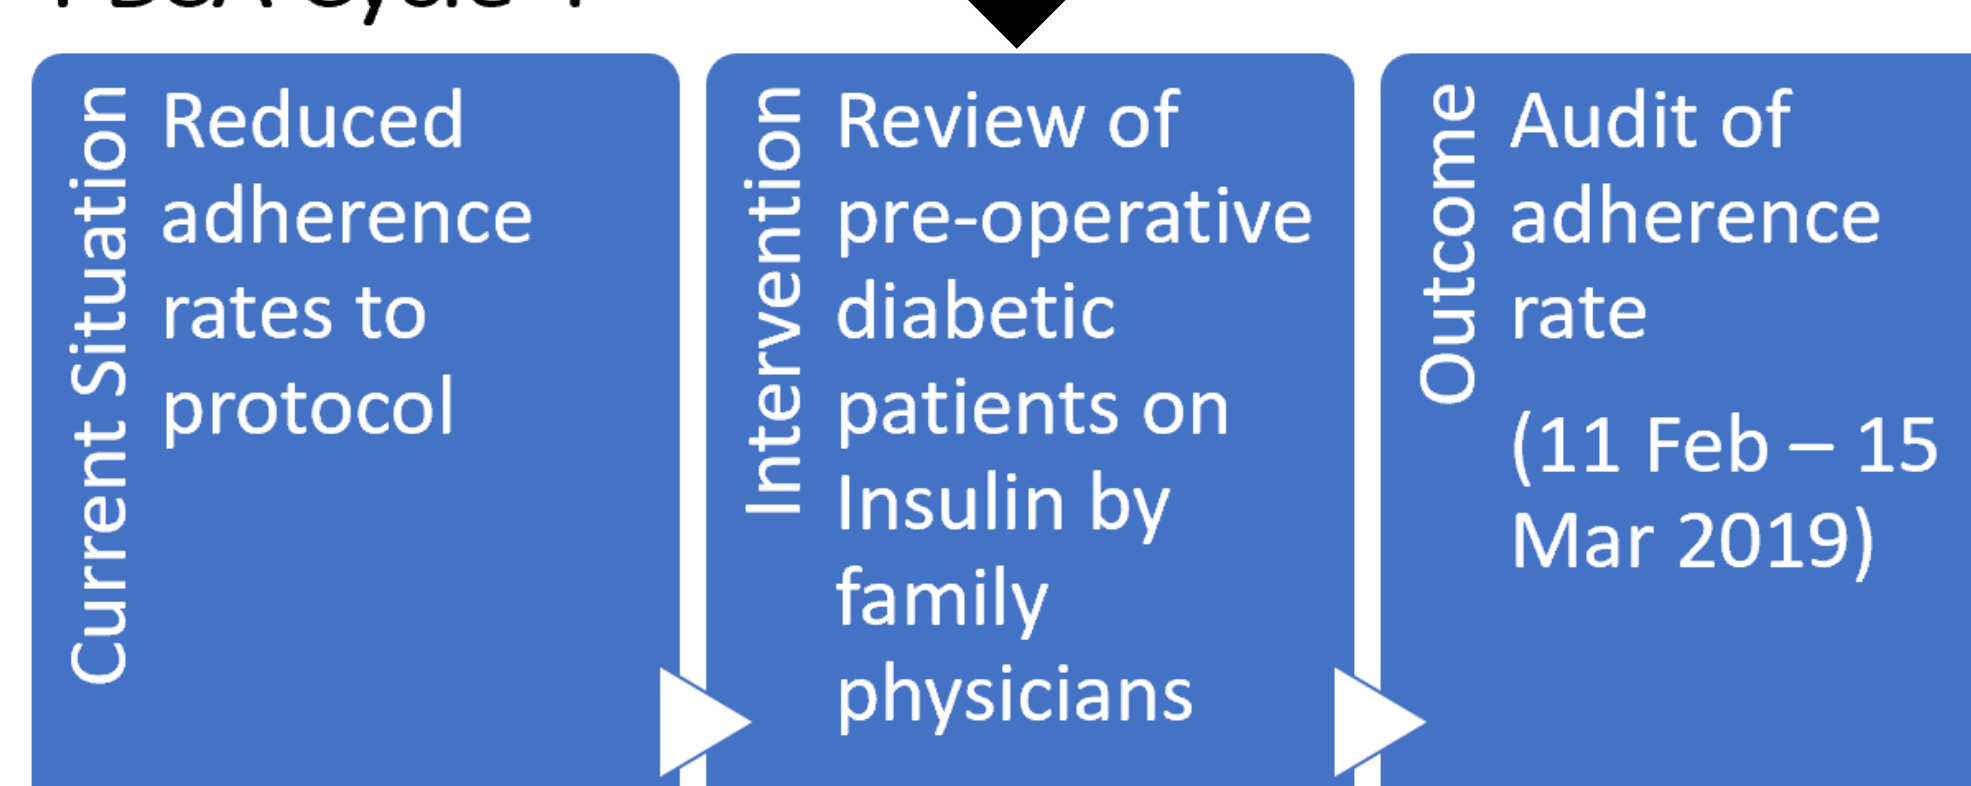 Cycle
Current Situation
Reduced
adherence
rates to
protocol
Intervention
Review of
pre-operative
diabetic
patients on
Insulin by
family
physicians
Outcome
Audit of
adherence
rate
(11 Feb – 15
Mar 2019)